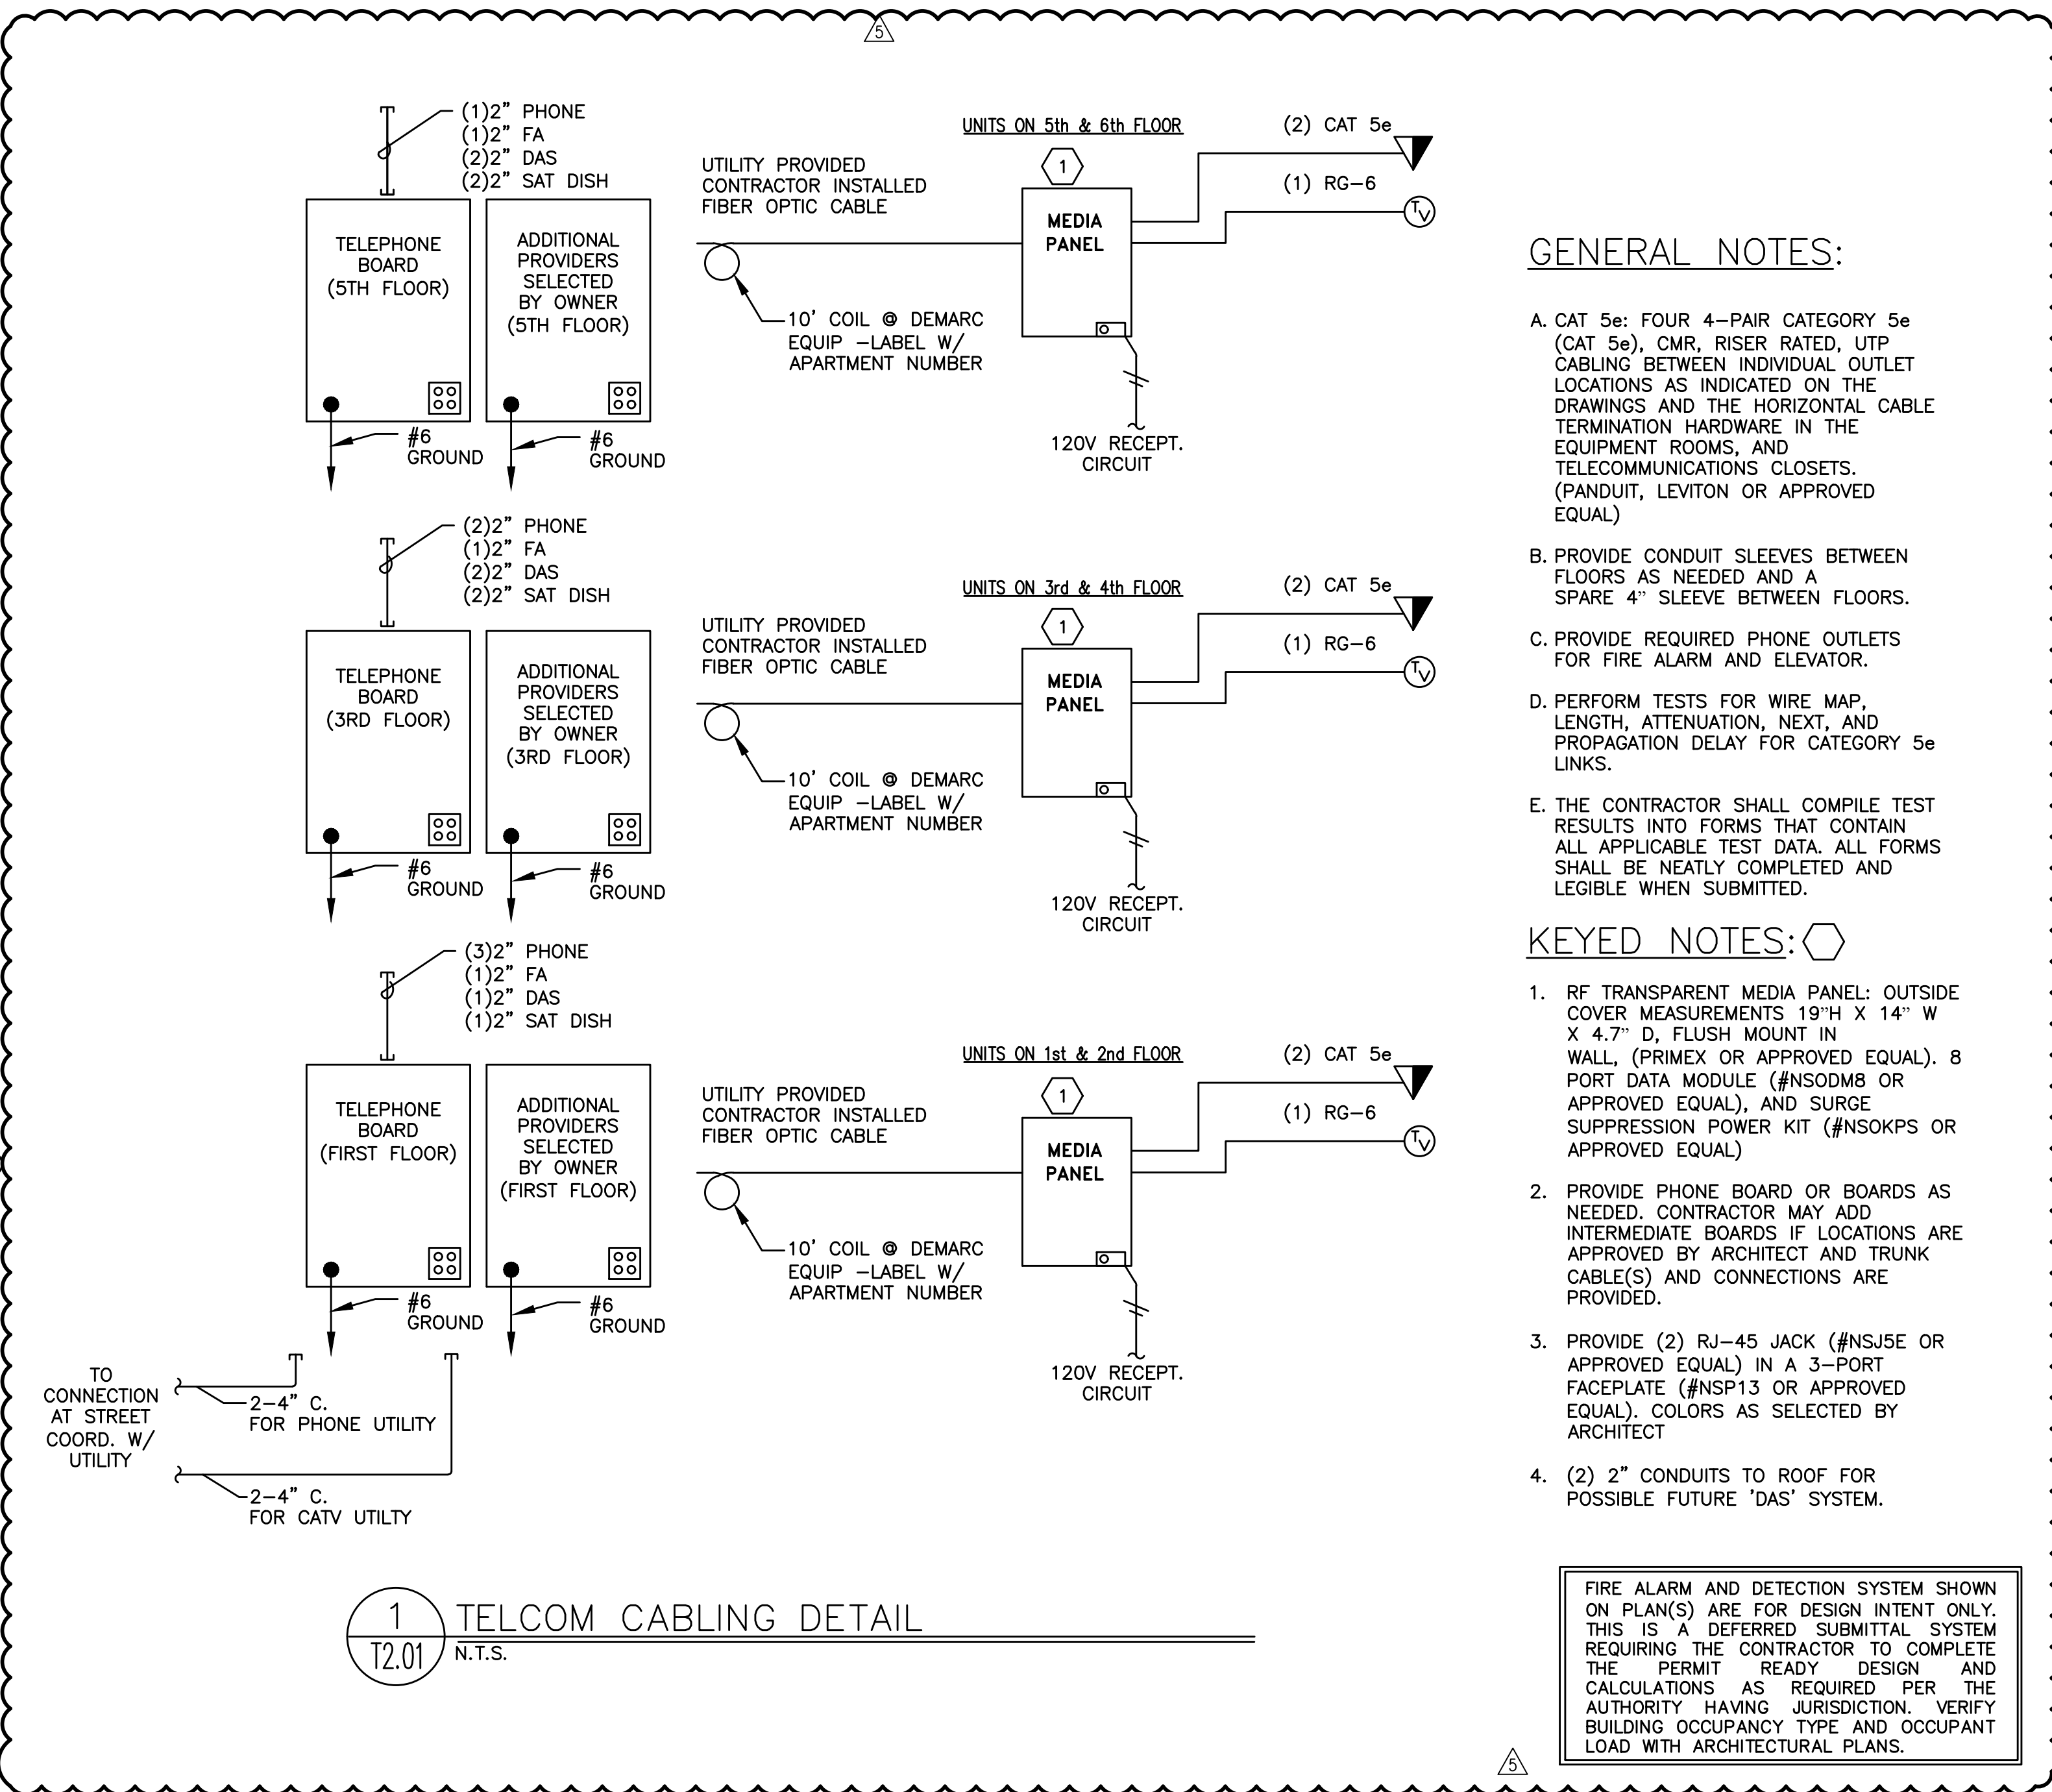 5
(1)2" PHONE
(1)2" FA
(2)2" DAS
(2)2" SAT DISH
TELEPHONE
BOARD
(5TH FLOOR)
ADDITIONAL
PROVIDERS
SELECTED
BY OWNER
(5TH FLOOR)
#6
GROUND
#6
GROUND
UTILITY PROVIDED
CONTRACTOR INSTALLED
FIBER OPTIC CABLE
10' COIL @ DEMARC
EQUIP -LABEL W/
APARTMENT NUMBER
UNITS ON 5th & 6th FLOOR
1
MEDIA
PANEL
120V RECEPT.
CIRCUIT
(2) CAT 5e
(1) RG-6
TV
(2)2" PHONE
(1)2" FA
(2)2" DAS
(2)2" SAT DISH
TELEPHONE
BOARD
(3RD FLOOR)
ADDITIONAL
PROVIDERS
SELECTED
BY OWNER
(3RD FLOOR)
#6
GROUND
#6
GROUND
UTILITY PROVIDED
CONTRACTOR INSTALLED
FIBER OPTIC CABLE
10' COIL @ DEMARC
EQUIP -LABEL W/
APARTMENT NUMBER
UNITS ON 3rd & 4th FLOOR
1
MEDIA
PANEL
120V RECEPT.
CIRCUIT
(2) CAT 5e
(1) RG-6
TV
(3)2" PHONE
(1)2" FA
(1)2" DAS
(1)2" SAT DISH
TELEPHONE
BOARD
(FIRST FLOOR)
ADDITIONAL
PROVIDERS
SELECTED
BY OWNER
(FIRST FLOOR)
#6
GROUND
#6
GROUND
UTILITY PROVIDED
CONTRACTOR INSTALLED
FIBER OPTIC CABLE
10' COIL @ DEMARC
EQUIP -LABEL W/
APARTMENT NUMBER
UNITS ON 1st & 2nd FLOOR
1
MEDIA
PANEL
120V RECEPT.
CIRCUIT
(2) CAT 5e
(1) RG-6
TV
TO
CONNECTION
AT STREET
COORD. W/
UTILITY
2-4" C.
FOR PHONE UTILITY
2-4" C.
FOR CATV UTILTY
1
T2.01
TELCOM CABLING DETAIL
N.T.S.
GENERAL NOTES:
A. CAT 5e: FOUR 4-PAIR CATEGORY 5e
(CAT 5e), CMR, RISER RATED, UTP
CABLING BETWEEN INDIVIDUAL OUTLET
LOCATIONS AS INDICATED ON THE
DRAWINGS AND THE HORIZONTAL CABLE
TERMINATION HARDWARE IN THE
EQUIPMENT ROOMS, AND
TELECOMMUNICATIONS CLOSETS.
(PANDUIT, LEVITON OR APPROVED
EQUAL)
B. PROVIDE CONDUIT SLEEVES BETWEEN
FLOORS AS NEEDED AND A
SPARE 4" SLEEVE BETWEEN FLOORS.
C. PROVIDE REQUIRED PHONE OUTLETS
FOR FIRE ALARM AND ELEVATOR.
D. PERFORM TESTS FOR WIRE MAP,
LENGTH, ATTENUATION, NEXT, AND
PROPAGATION DELAY FOR CATEGORY 5e
LINKS.
E. THE CONTRACTOR SHALL COMPILE TEST
RESULTS INTO FORMS THAT CONTAIN
ALL APPLICABLE TEST DATA. ALL FORMS
SHALL BE NEATLY COMPLETED AND
LEGIBLE WHEN SUBMITTED.
KEYED NOTES:
1. RF TRANSPARENT MEDIA PANEL: OUTSIDE
COVER MEASUREMENTS 19"H X 14" W
X 4.7" D, FLUSH MOUNT IN
WALL, (PRIMEX OR APPROVED EQUAL). 8
PORT DATA MODULE (#NSODM8 OR
APPROVED EQUAL), AND SURGE
SUPPRESSION POWER KIT (#NSOKPS OR
APPROVED EQUAL)
2. PROVIDE PHONE BOARD OR BOARDS AS
NEEDED. CONTRACTOR MAY ADD
INTERMEDIATE BOARDS IF LOCATIONS ARE
APPROVED BY ARCHITECT AND TRUNK
CABLE(S) AND CONNECTIONS ARE
PROVIDED.
3. PROVIDE (2) RJ-45 JACK (#NSJ5E OR
APPROVED EQUAL) IN A 3-PORT
FACEPLATE (#NSP13 OR APPROVED
EQUAL). COLORS AS SELECTED BY
ARCHITECT
4. (2) 2" CONDUITS TO ROOF FOR
POSSIBLE FUTURE 'DAS' SYSTEM.
FIRE ALARM AND DETECTION SYSTEM SHOWN
ON PLAN(S) ARE FOR DESIGN INTENT ONLY.
THIS IS A DEFERRED SUBMITTAL SYSTEM
REQUIRING THE CONTRACTOR TO COMPLETE
THE PERMIT READY DESIGN AND
CALCULATIONS AS REQUIRED PER THE
AUTHORITY HAVING JURISDICTION. VERIFY
BUILDING OCCUPANCY TYPE AND OCCUPANT
LOAD WITH ARCHITECTURAL PLANS.
5